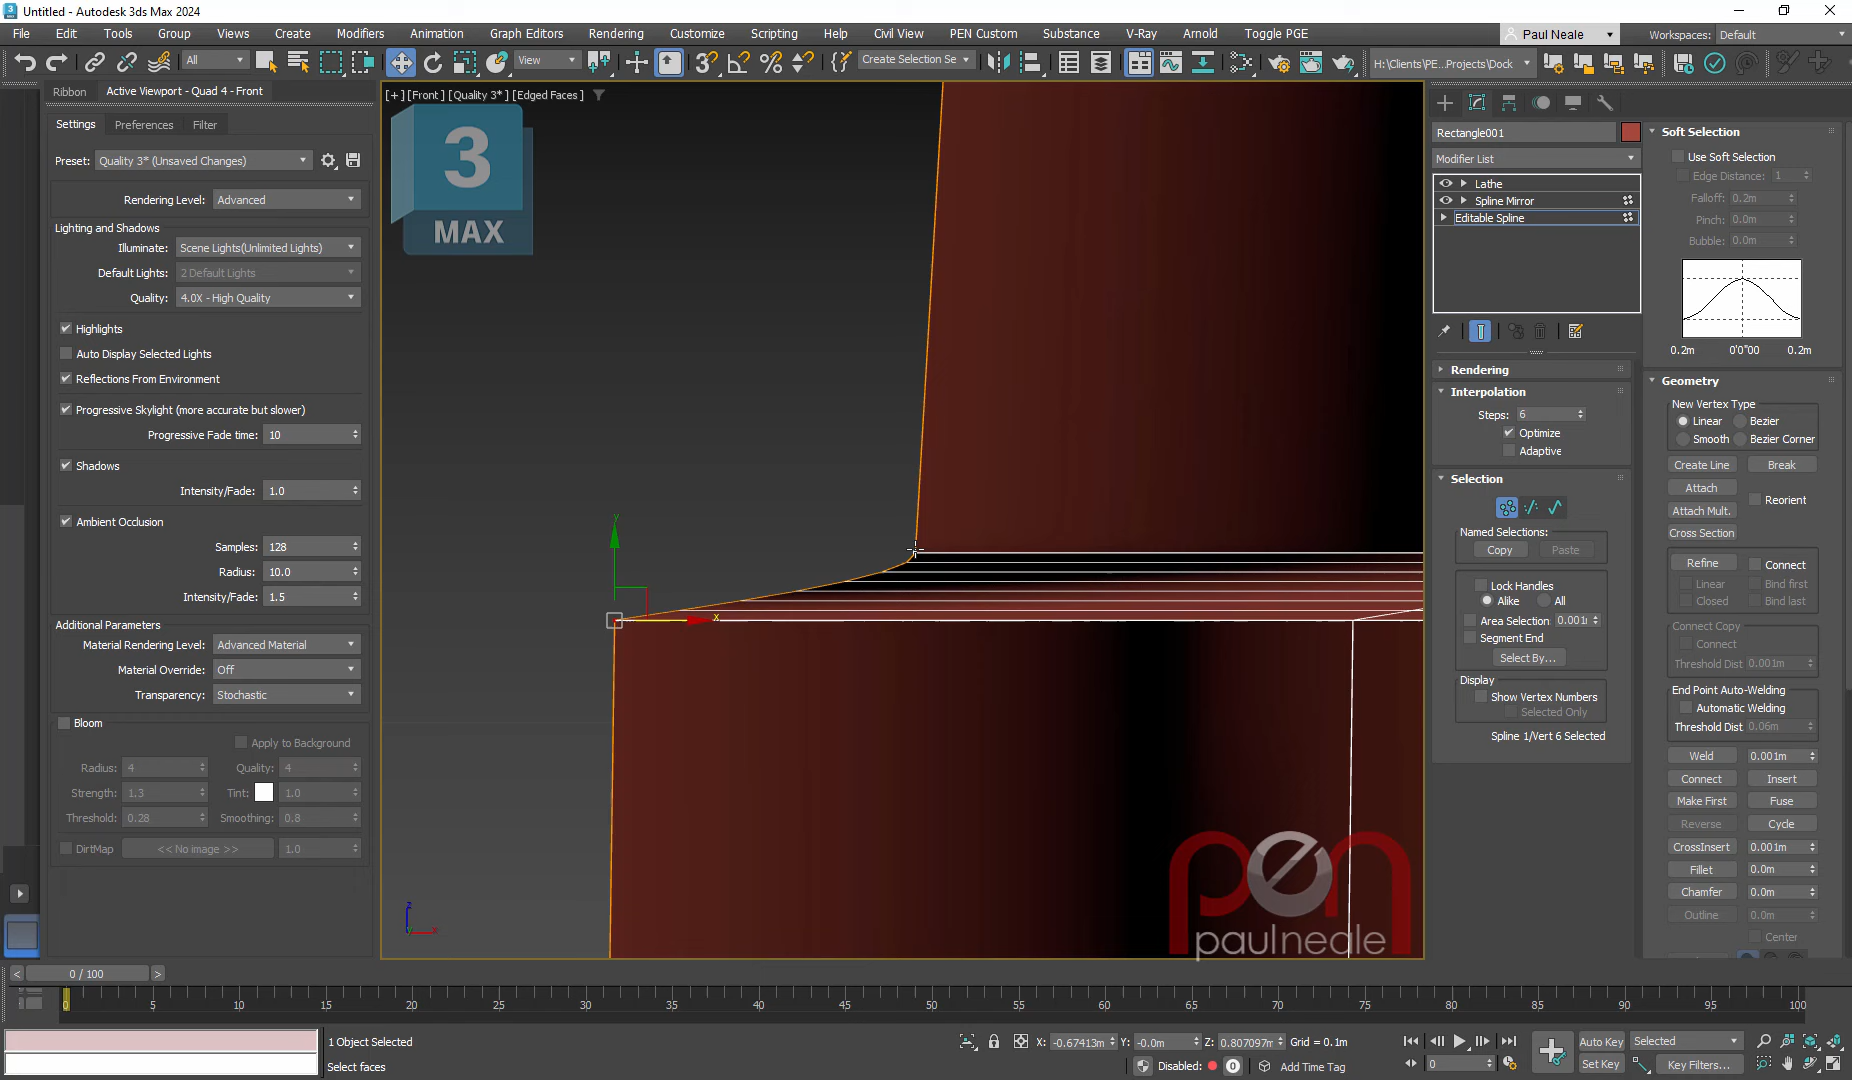 Untitled - Autodesk 3ds Max 2024
File Edit Tools Group Views Create Modifiers Animation Graph Editors Rendering Customize Scripting Help Civil View PEN Custom Substance V-Ray Arnold Toggle PGE Paul Neale Workspaces: Default
All View Create Selection Se H:\Clients\PE...Projects\Dock
Ribbon Active Viewport - Quad 4 - Front
Settings Preferences Filter
Preset: Quality 3* (Unsaved Changes)
Rendering Level: Advanced
Lighting and Shadows
Illuminate: Scene Lights(Unlimited Lights)
Default Lights: 2 Default Lights
Quality: 4.0X - High Quality
Highlights
Auto Display Selected Lights
Reflections From Environment
Progressive Skylight (more accurate but slower)
Progressive Fade time: 10
Shadows
Intensity/Fade: 1.0
Ambient Occlusion
Samples: 128
Radius: 10.0
Intensity/Fade: 1.5
Additional Parameters
Material Rendering Level: Advanced Material
Material Override: Off
Transparency: Stochastic
Bloom
Apply to Background
Radius: 4 Quality: 4
Strength: 1.3 Tint: 1.0
Threshold: 0.28 Smoothing: 0.8
DirtMap << No image >> 1.0
[+] [Front] [Quality 3*] [Edged Faces]
3
MAX
y
x
z
x
pen
paulneale
Rectangle001
Modifier List
Lathe
Spline Mirror
Editable Spline
Rendering
Interpolation
Steps: 6
Optimize
Adaptive
Selection
Named Selections:
Copy Paste
Lock Handles
Alike All
Area Selection 0.001
Segment End
Select By...
Display
Show Vertex Numbers
Selected Only
Spline 1/Vert 6 Selected
Soft Selection
Use Soft Selection
Edge Distance: 1
Falloff: 0.2m
Pinch: 0.0m
Bubble: 0.0m
0.2m 0'0"00 0.2m
Geometry
New Vertex Type
Linear Bezier
Smooth Bezier Corner
Create Line Break
Attach
Reorient
Attach Mult.
Cross Section
Refine Connect
Linear Bind first
Closed Bind last
Connect Copy
Connect
Threshold Dist 0.001m
End Point Auto-Welding
Automatic Welding
Threshold Dist 0.06m
Weld 0.001m
Connect Insert
Make First Fuse
Reverse Cycle
CrossInsert 0.001m
Fillet 0.0m
Chamfer 0.0m
Outline 0.0m
Center
< 0 / 100 >
0 5 10 15 20 25 30 35 40 45 50 55 60 65 70 75 80 85 90 95 100
1 Object Selected X: -0.67413m Y: -0.0m Z: 0.807097m Grid = 0.1m Auto Key Selected
Select faces Disabled: 0 Add Time Tag 0 Set Key Key Filters...